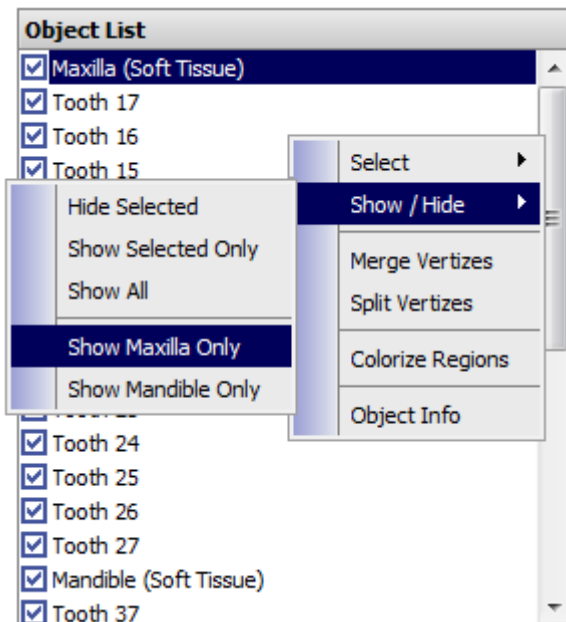 Object List
Maxilla (Soft Tissue)
Tooth 17
Tooth 16
Tooth 15
Select
Show / Hide
Merge Vertizes
Split Vertizes
Colorize Regions
Object Info
Hide Selected
Show Selected Only
Show All
Show Maxilla Only
Show Mandible Only
Tooth 24
Tooth 25
Tooth 26
Tooth 27
Mandible (Soft Tissue)
Tooth 37